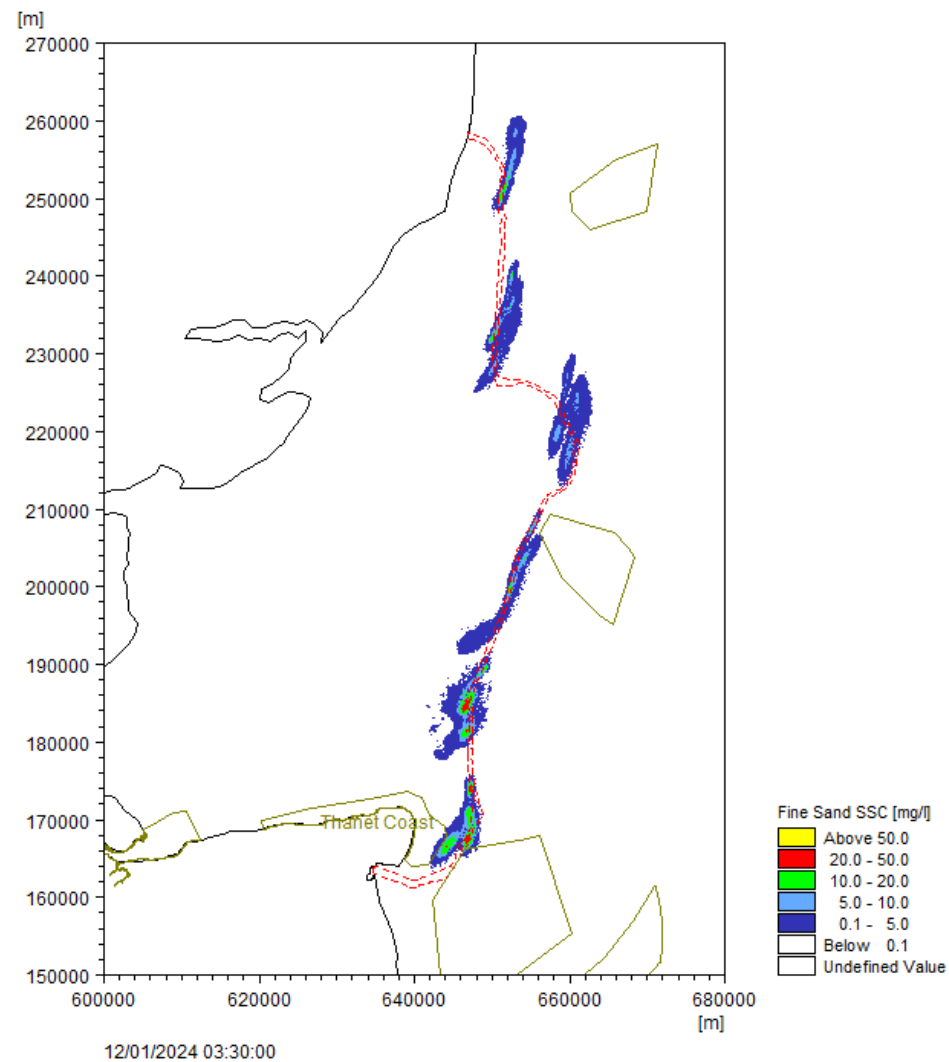 [m]
270000
260000
250000
240000
230000
220000
210000
200000
190000
180000
170000
160000
150000
Thanet Coast
600000 620000 640000 660000 680000
[m]
12/01/2024 03:30:00
Fine Sand SSC [mg/l]
Above 50.0
20.0 - 50.0
10.0 - 20.0
5.0 - 10.0
0.1 - 5.0
Below 0.1
Undefined Value